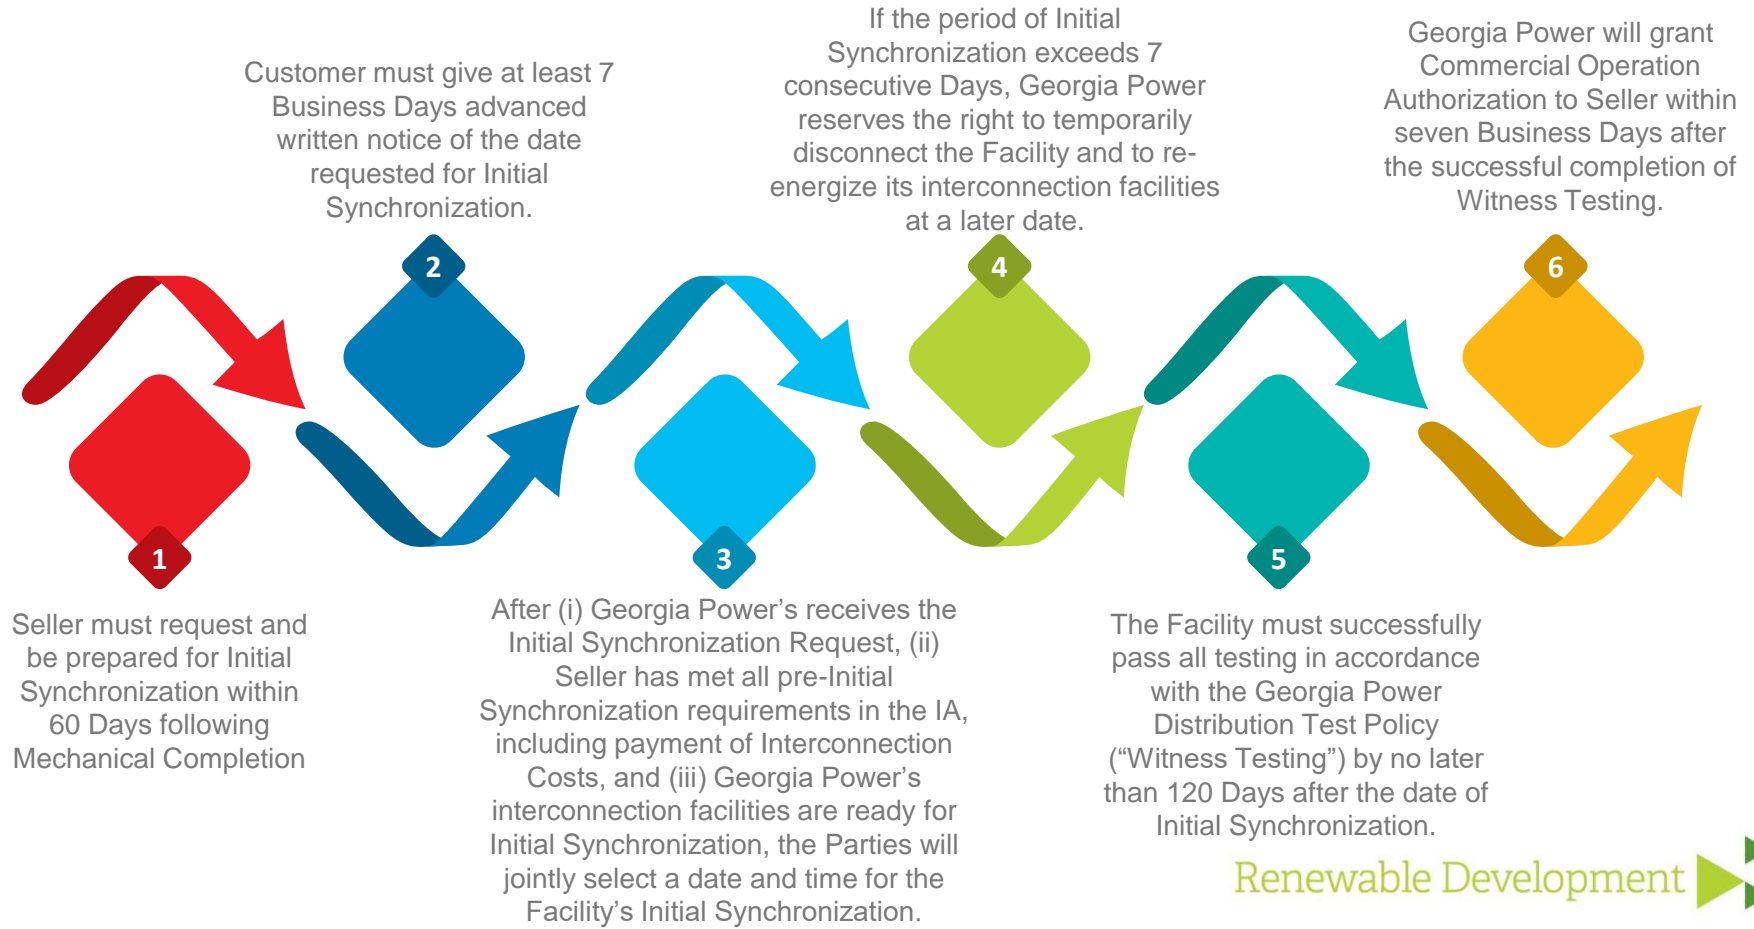 1
Seller must request and
be prepared for Initial
Synchronization within
60 Days following
Mechanical Completion
Customer must give at least 7
Business Days advanced
written notice of the date
requested for Initial
Synchronization.
2
3
After (i) Georgia Power’s receives the
Initial Synchronization Request, (ii)
Seller has met all pre-Initial
Synchronization requirements in the IA,
including payment of Interconnection
Costs, and (iii) Georgia Power’s
interconnection facilities are ready for
Initial Synchronization, the Parties will
jointly select a date and time for the
Facility’s Initial Synchronization.
If the period of Initial
Synchronization exceeds 7
consecutive Days, Georgia Power
reserves the right to temporarily
disconnect the Facility and to re-
energize its interconnection facilities
at a later date.
4
5
The Facility must successfully
pass all testing in accordance
with the Georgia Power
Distribution Test Policy
(“Witness Testing”) by no later
than 120 Days after the date of
Initial Synchronization.
Georgia Power will grant
Commercial Operation
Authorization to Seller within
seven Business Days after
the successful completion of
Witness Testing.
6
Renewable Development